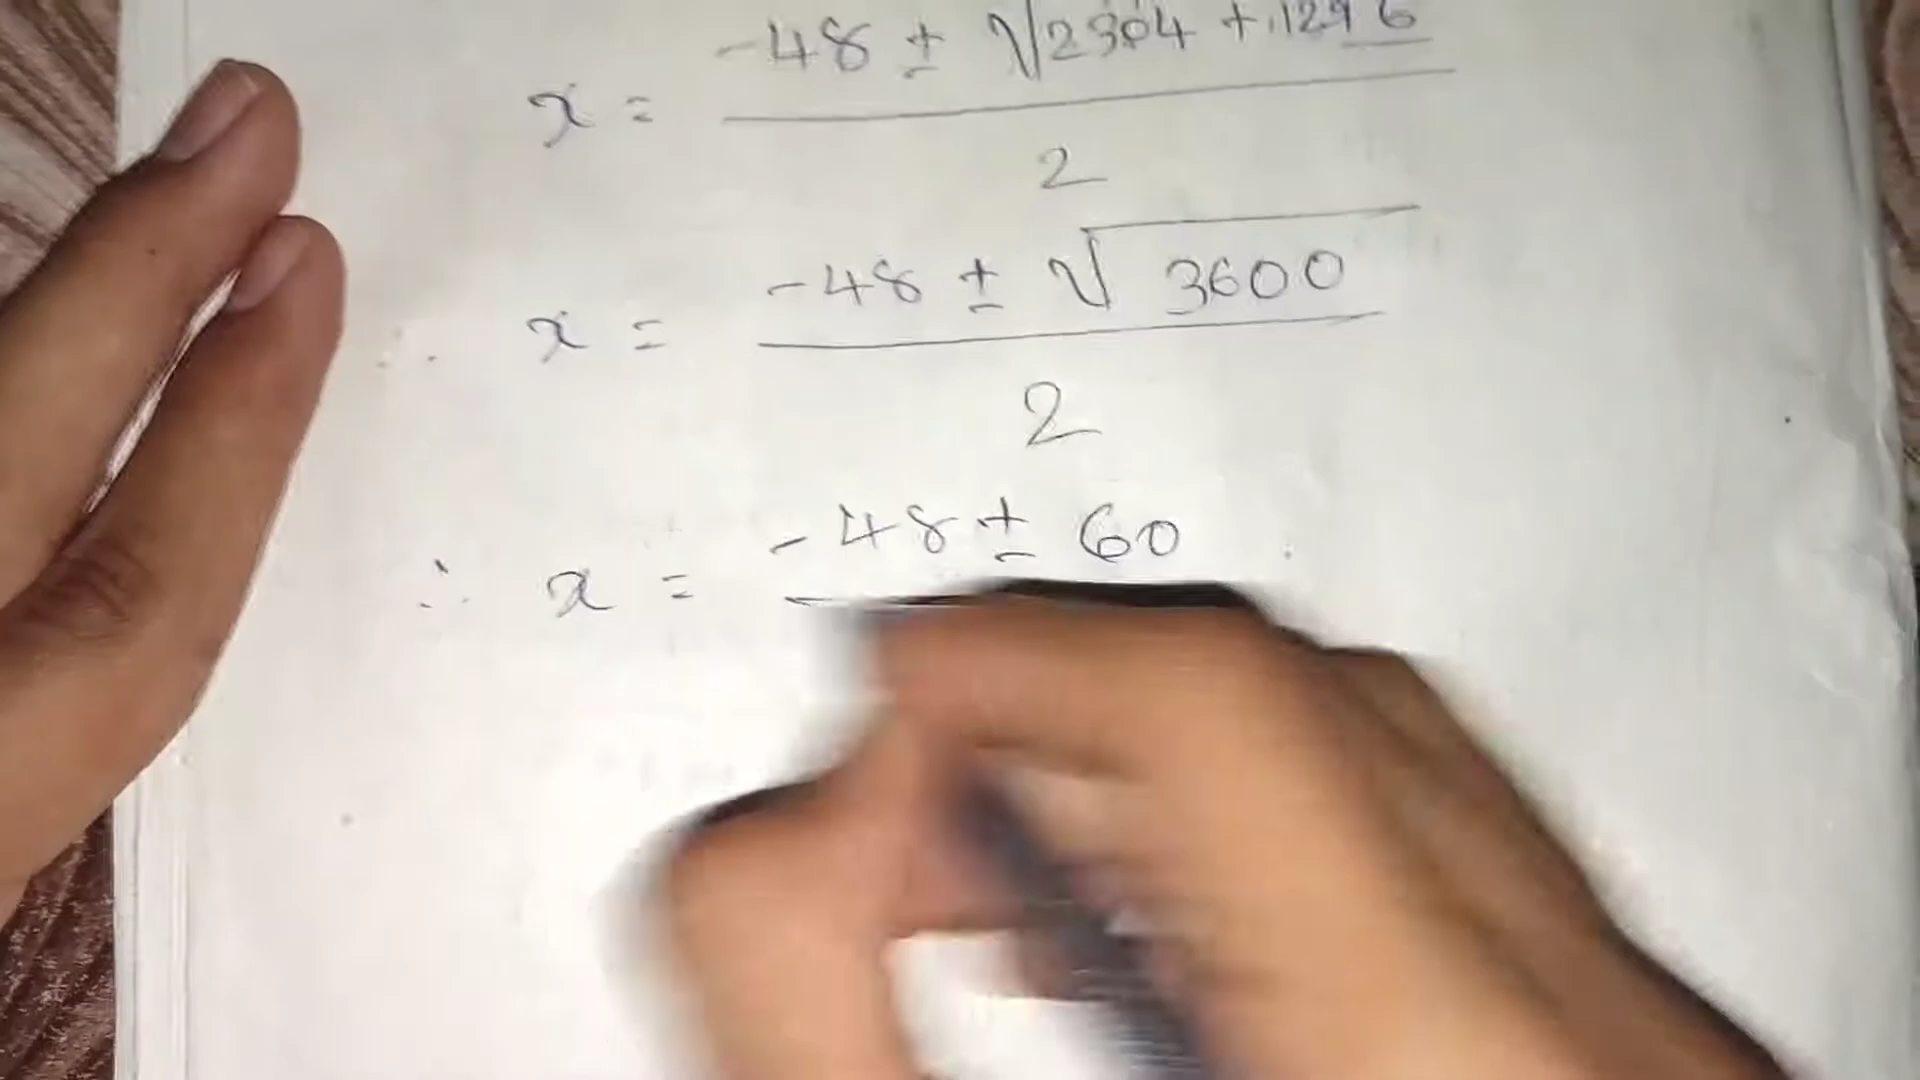 x = (-48 ± √2304 + 1296) / 2
x = (-48 ± √3600) / 2
∴ x = -48 ± 60